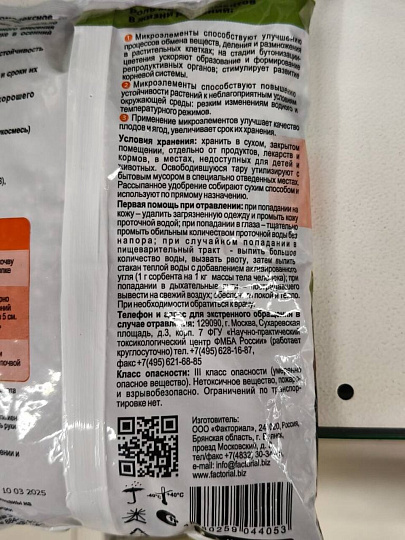 В ЖИЗНИ РАСТЕНИЙ:
1 Микроэлементы способствуют улучшению
процессов обмена веществ, деления и размножения
в растительных клетках; на стадии бутонизации-
цветения ускоряют образование и формирование
репродуктивных органов; стимулирует развитие
корневой системы.
2 Микроэлементы способствуют повышению
устойчивости растений к неблагоприятным условиям
окружающей среды: резким изменениям водного и
температурного режимов.
3 Применение микроэлементов улучшает качество
плодов и ягод, увеличивает срок их хранения.
Условия хранения: хранить в сухом, закрытом
помещении, отдельно от продуктов, лекарств и
кормов, в местах, недоступных для детей и
животных. Освободившуюся тару утилизируют с
бытовым мусором в специально отведенных местах.
Рассыпанное удобрение собирают сухим способом и
используют по прямому назначению.
Первая помощь при отравлении: при попадании на
кожу – удалить загрязненную одежду и промыть кожу
проточной водой; при попадании в глаза – тщательно
промыть обильным количеством проточной воды без
напора; при случайном попадании в
пищеварительный тракт - выпить большое
количество воды, вызвать рвоту, затем выпить
стакан теплой воды с добавлением активированного
угля (1 г сорбента на 1 кг массы тела человека); при
попадании в дыхательные пути – пострадавшего
вывести на свежий воздух; обеспечить покой и тепло.
При необходимости обратиться к врачу.
Телефон и адрес для экстренного обращения в
случае отравления: 129090, г. Москва, Сухаревская
площадь, д.3, корп. 7 ФГУ «Научно-практический
токсикологический центр ФМБА России» (работает
круглосуточно) тел. +7(495) 628-16-87,
факс +7(495) 621-68-85
Класс опасности: III класс опасности (умеренно
опасное вещество). Нетоксичное вещество, пожаро-
и взрывобезопасно. Ограничений по транспор-
тировке нет.
Изготовитель:
ООО «Факториал», Россия,
Брянская область, г.
проезд Московский, д.
тел/факс +7(4832)
e-mail: info@factorial.biz
www.factorial.biz
-40°C +40°C
044053
10 03 2025